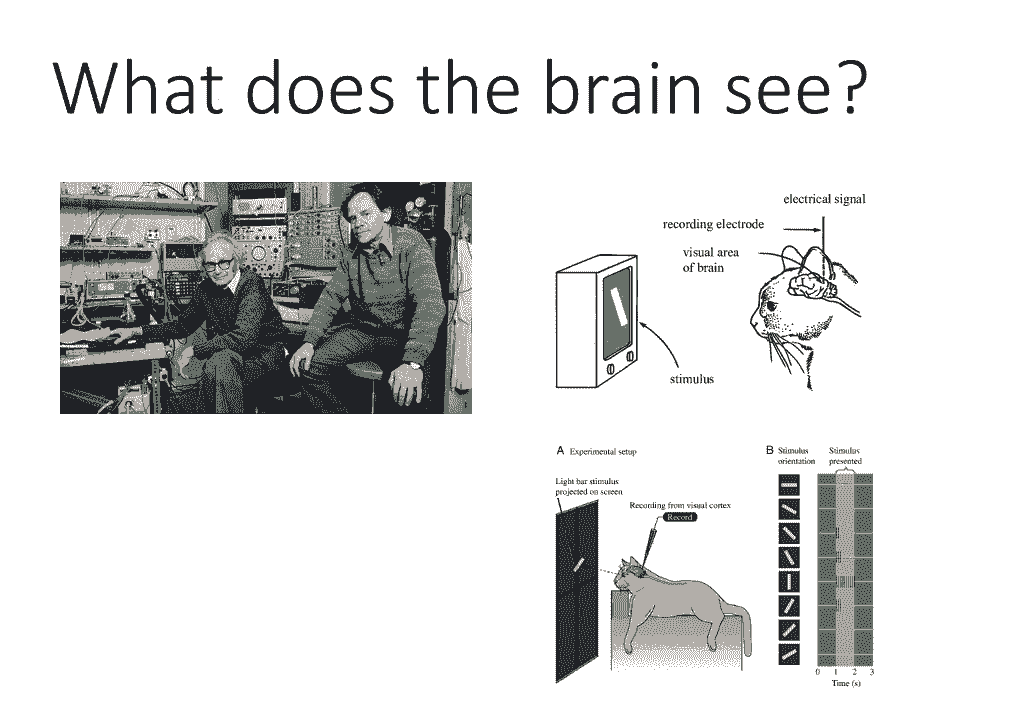 What does the brain see?
electrical signal
recording electrode
visual area
of brain
stimulus
A Experimental setup
Light bar stimulus
projected on screen
Recording from visual cortex
Record
B Stimulus
orientation
Stimulus
presented
0 1 2 3
Time (s)